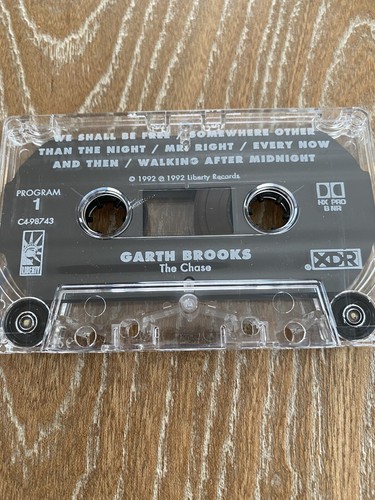 WE SHALL BE FREE / SOMEWHERE OTHER
THAN THE NIGHT / MR. RIGHT / EVERY NOW
AND THEN / WALKING AFTER MIDNIGHT
© 1992 ℗ 1992 Liberty Records
PROGRAM
1
C4-98743
HX PRO
B NR
LIBERTY
GARTH BROOKS
The Chase
XDR